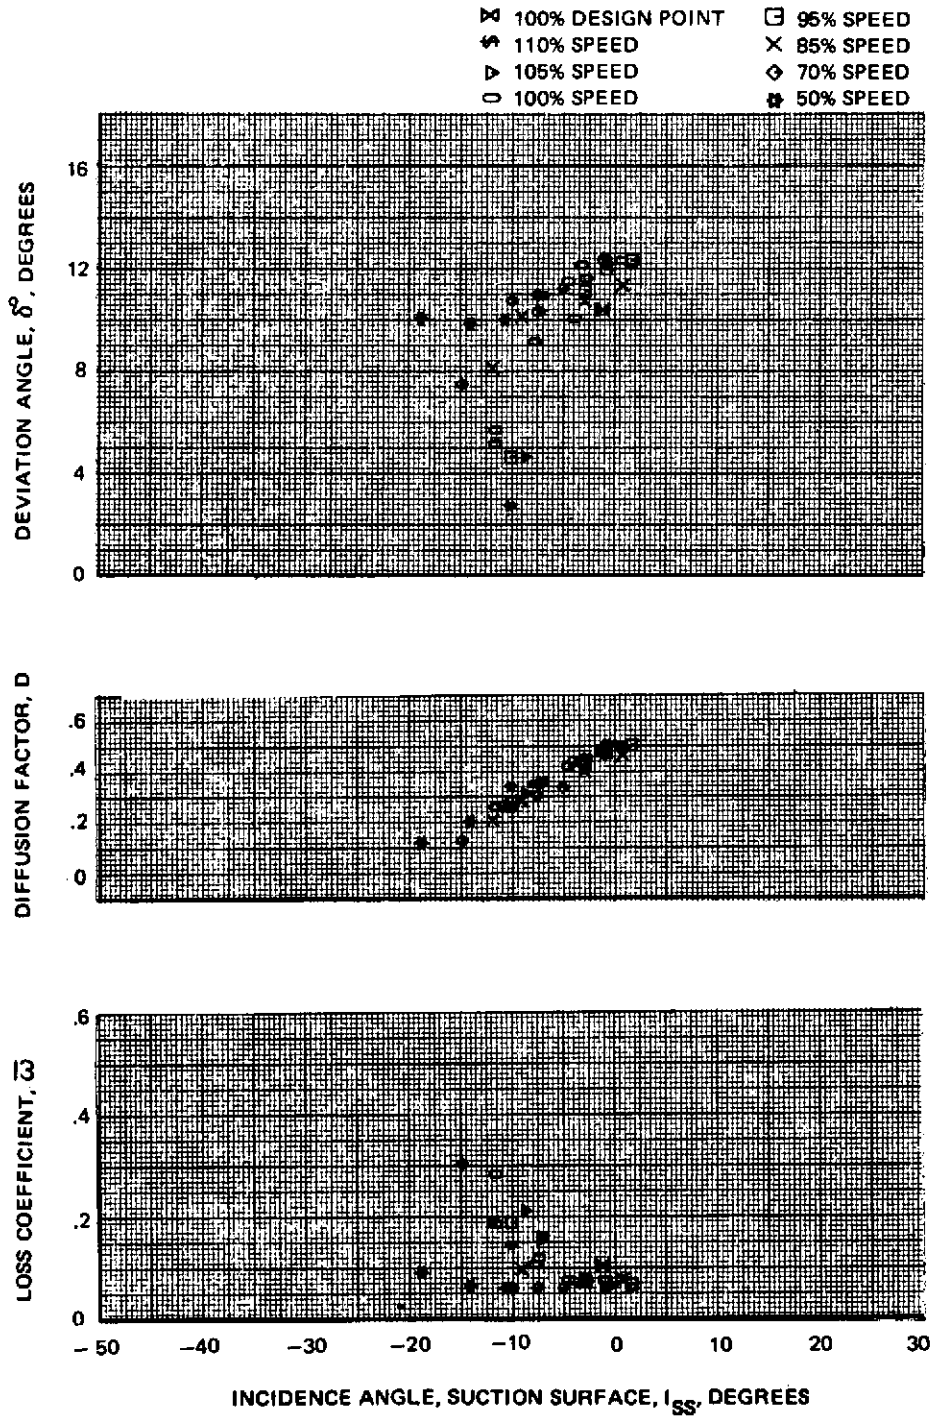 100% DESIGN POINT
110% SPEED
105% SPEED
100% SPEED
95% SPEED
85% SPEED
70% SPEED
50% SPEED
DEVIATION ANGLE, δ°, DEGREES
16
12
8
4
0
DIFFUSION FACTOR, D
.6
.4
.2
0
LOSS COEFFICIENT, ω̅
.6
.4
.2
0
−50 −40 −30 −20 −10 0 10 20 30
INCIDENCE ANGLE, SUCTION SURFACE, ISS, DEGREES